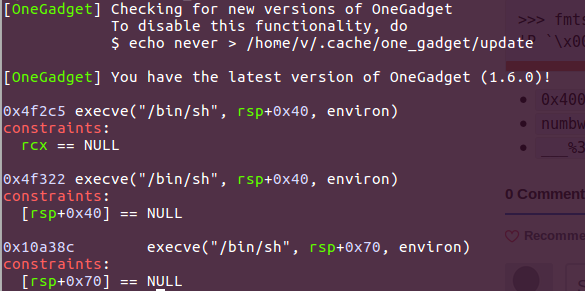 [OneGadget] Checking for new versions of OneGadget
To disable this functionality, do
$ echo never > /home/v/.cache/one_gadget/update
[OneGadget] You have the latest version of OneGadget (1.6.0)!
0x4f2c5 execve("/bin/sh", rsp+0x40, environ)
constraints:
rcx == NULL
0x4f322 execve("/bin/sh", rsp+0x40, environ)
constraints:
[rsp+0x40] == NULL
0x10a38c execve("/bin/sh", rsp+0x70, environ)
constraints:
[rsp+0x70] == NULL
>>> fmts
`\x00
0x400
numbw
___%3
0 Comment
Recomme